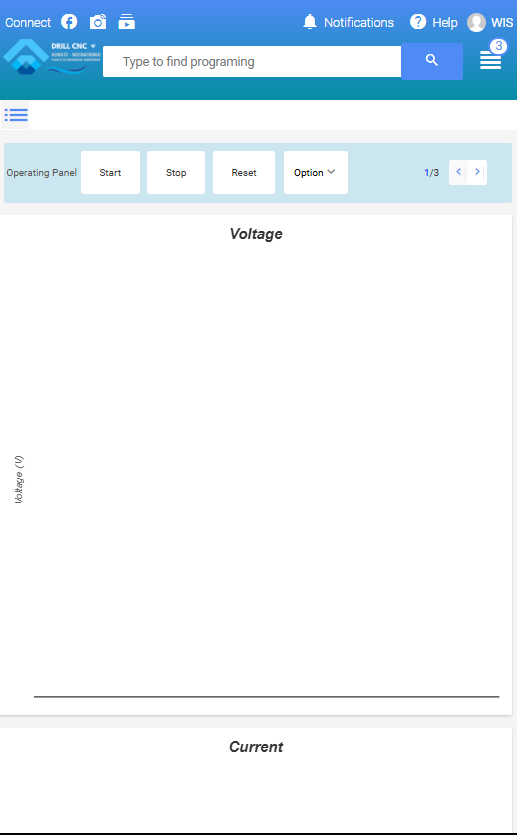 Connect
Notifications
Help
WIS
DRILL CNC
Type to find programing
3
Operating Panel
Start
Stop
Reset
Option
1/3
Voltage
Voltage (V)
Current